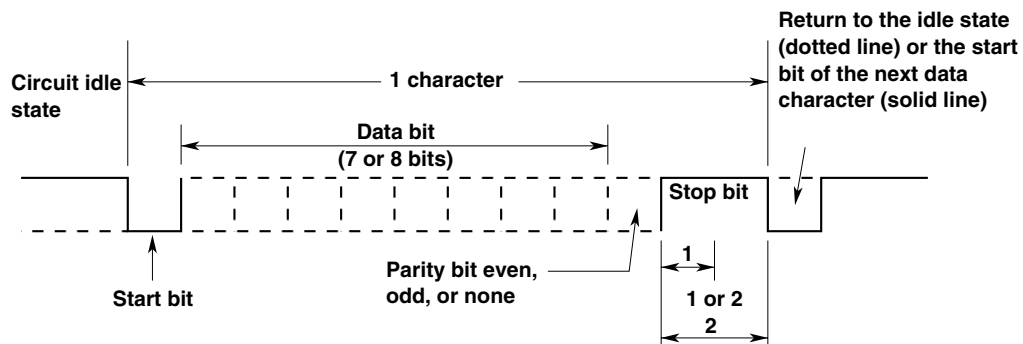 Return to the idle state
(dotted line) or the start
bit of the next data
character (solid line)
Circuit idle
state
1 character
Data bit
(7 or 8 bits)
Stop bit
Start bit
Parity bit even,
odd, or none
1
1 or 2
2